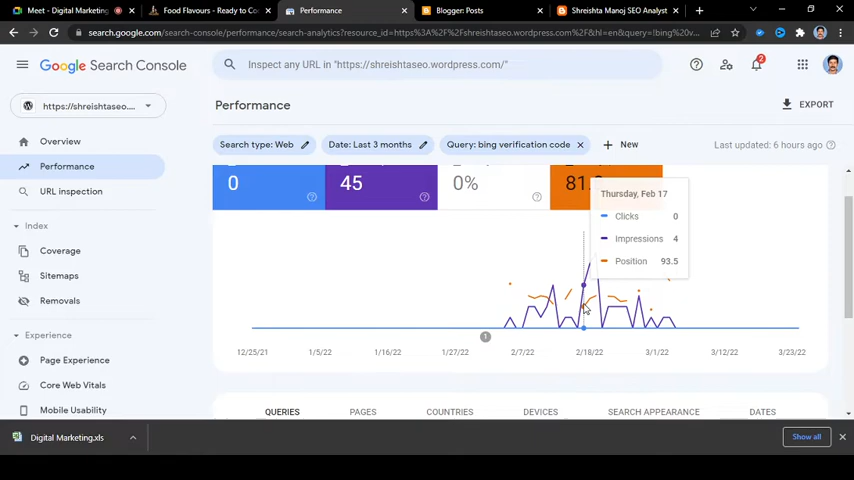 Meet - Digital Marketing
Food Flavours - Ready to Co
Performance
Blogger: Posts
Shreishta Manoj SEO Analyst
search.google.com/search-console/performance/search-analytics?resource_id=https%3A%2F%2Fshreishtaseo.wordpress.com%2F&hl=en&query=!bing%20v...
Google Search Console
Inspect any URL in "https://shreishtaseo.wordpress.com/"
2
https://shreishtaseo....
Performance
EXPORT
Search type: Web
Date: Last 3 months
Query: bing verification code
New
Last updated: 6 hours ago
Overview
Performance
URL inspection
Index
Coverage
Sitemaps
Removals
Experience
Page Experience
Core Web Vitals
Mobile Usability
0
45
0%
Thursday, Feb 17
Clicks 0
Impressions 4
Position 93.5
1
12/25/21 1/5/22 1/16/22 1/27/22 2/7/22 2/18/22 3/1/22 3/12/22 3/23/22
QUERIES PAGES COUNTRIES DEVICES SEARCH APPEARANCE DATES
Digital Marketing.xls
Show all